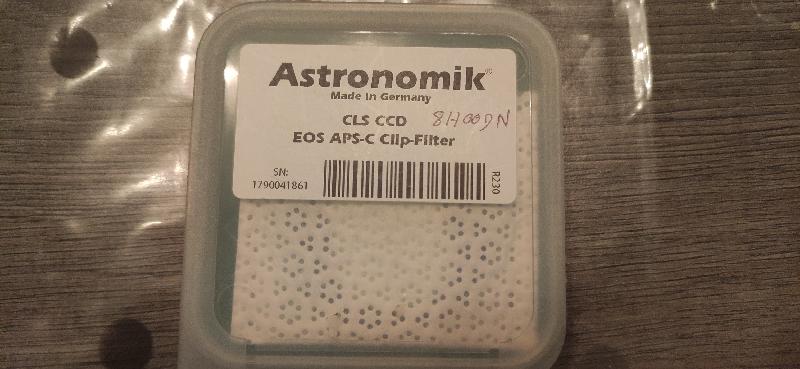 Astronomik®
Made in Germany
CLS CCD
EOS APS-C Clip-Filter
SN:
1790041861
R230